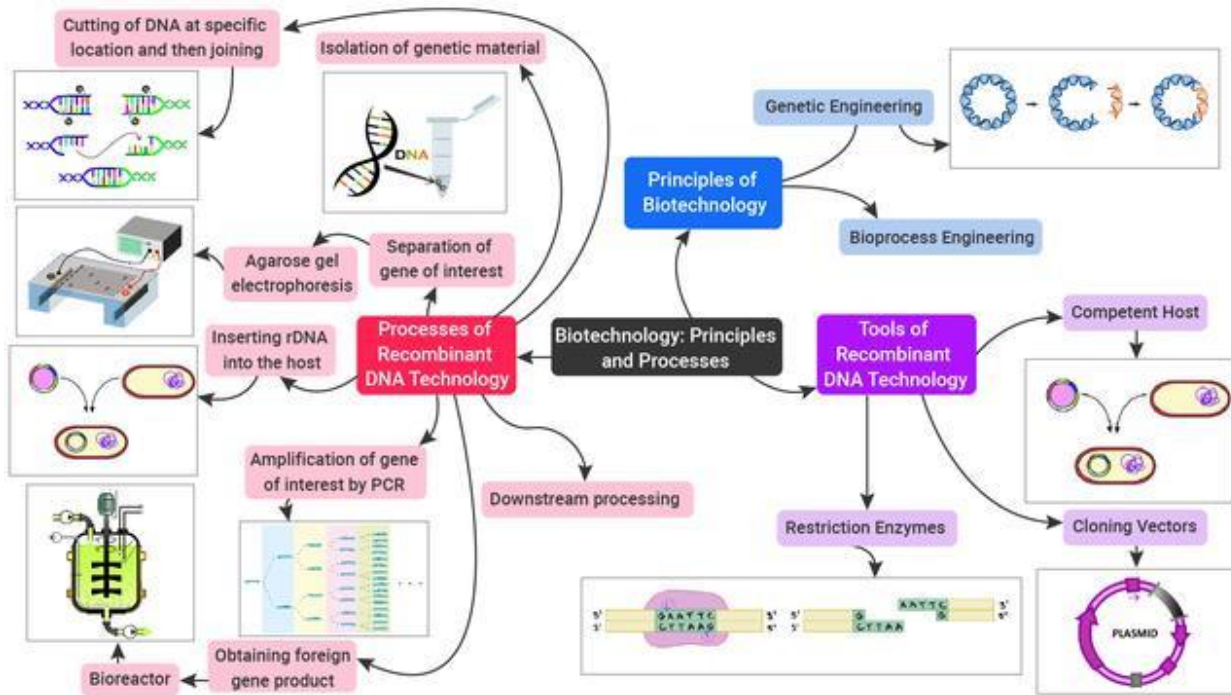 Cutting of DNA at specific
location and then joining
Isolation of genetic material
DNA
Separation of
gene of interest
Agarose gel
electrophoresis
Processes of
Recombinant
DNA Technology
Inserting rDNA
into the host
Amplification of gene
of interest by PCR
Downstream processing
Obtaining foreign
gene product
Bioreactor
Biotechnology: Principles
and Processes
Principles of
Biotechnology
Genetic Engineering
Bioprocess Engineering
Tools of
Recombinant
DNA Technology
Competent Host
Cloning Vectors
PLASMID
Restriction Enzymes
5' GAATTC 3'
3' CTTAAG 5'
5' G AATTC 3'
3' CTTAA G 5'